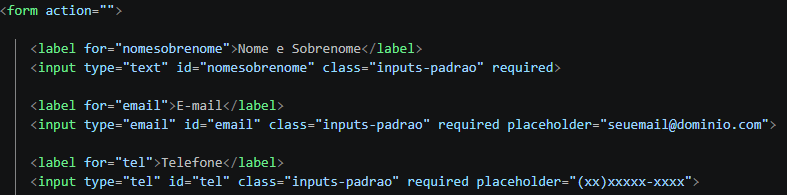 <form action="">
<label for="nomesobrenome">Nome e Sobrenome</label>
<input type="text" id="nomesobrenome" class="inputs-padrao" required>
<label for="email">E-mail</label>
<input type="email" id="email" class="inputs-padrao" required placeholder="seuemail@dominio.com">
<label for="tel">Telefone</label>
<input type="tel" id="tel" class="inputs-padrao" required placeholder="(xx)xxxxx-xxxx">